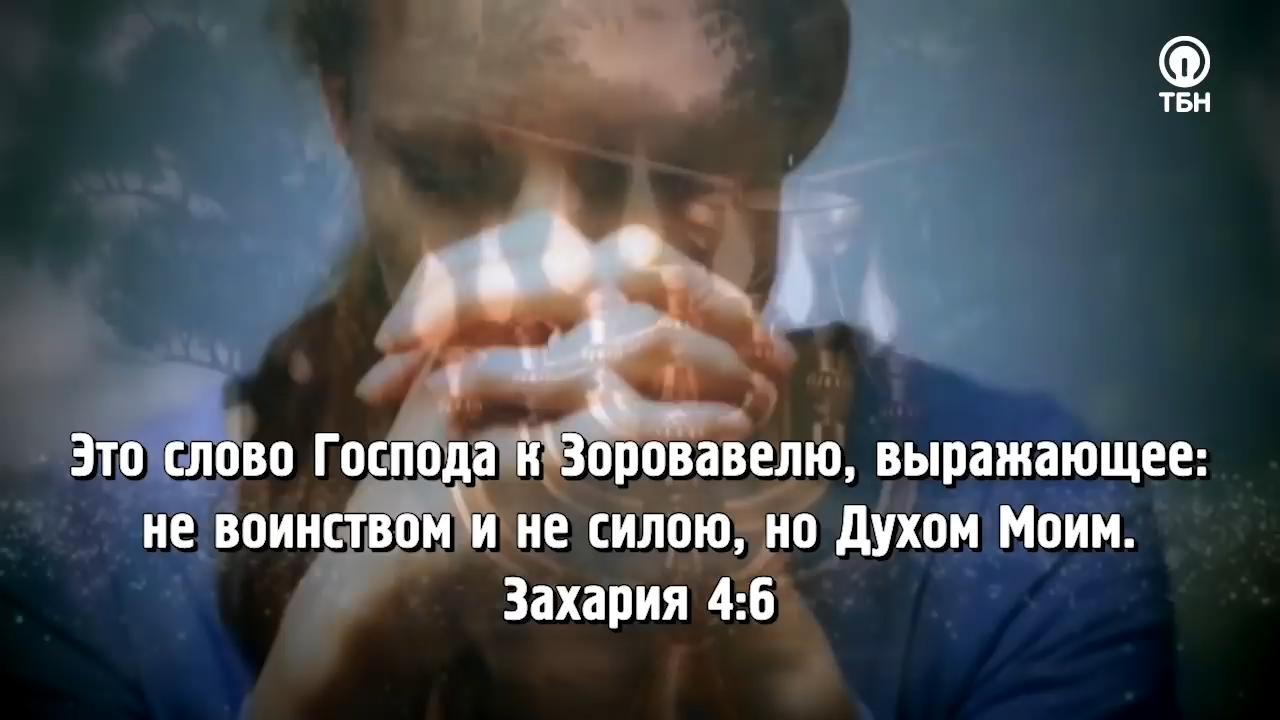 ТБН
Это слово Господа к Зоровавелю, выражающее:
не воинством и не силою, но Духом Моим.
Захария 4:6